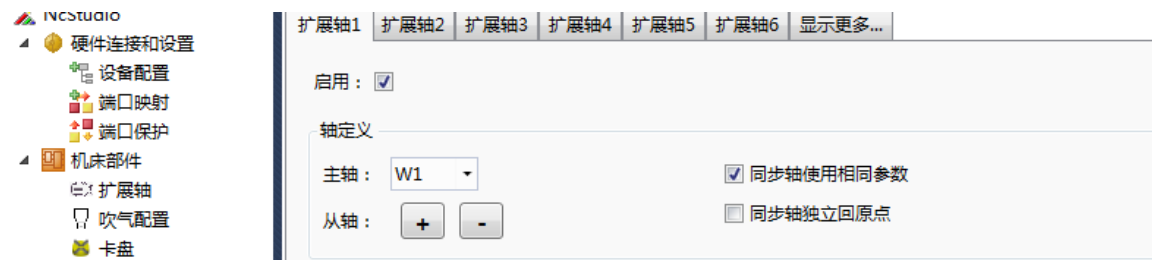 NcStudio
硬件连接和设置
设备配置
端口映射
端口保护
机床部件
扩展轴
吹气配置
卡盘
扩展轴1 扩展轴2 扩展轴3 扩展轴4 扩展轴5 扩展轴6 显示更多...
启用：
轴定义
主轴： W1
同步轴使用相同参数
从轴： + -
同步轴独立回原点